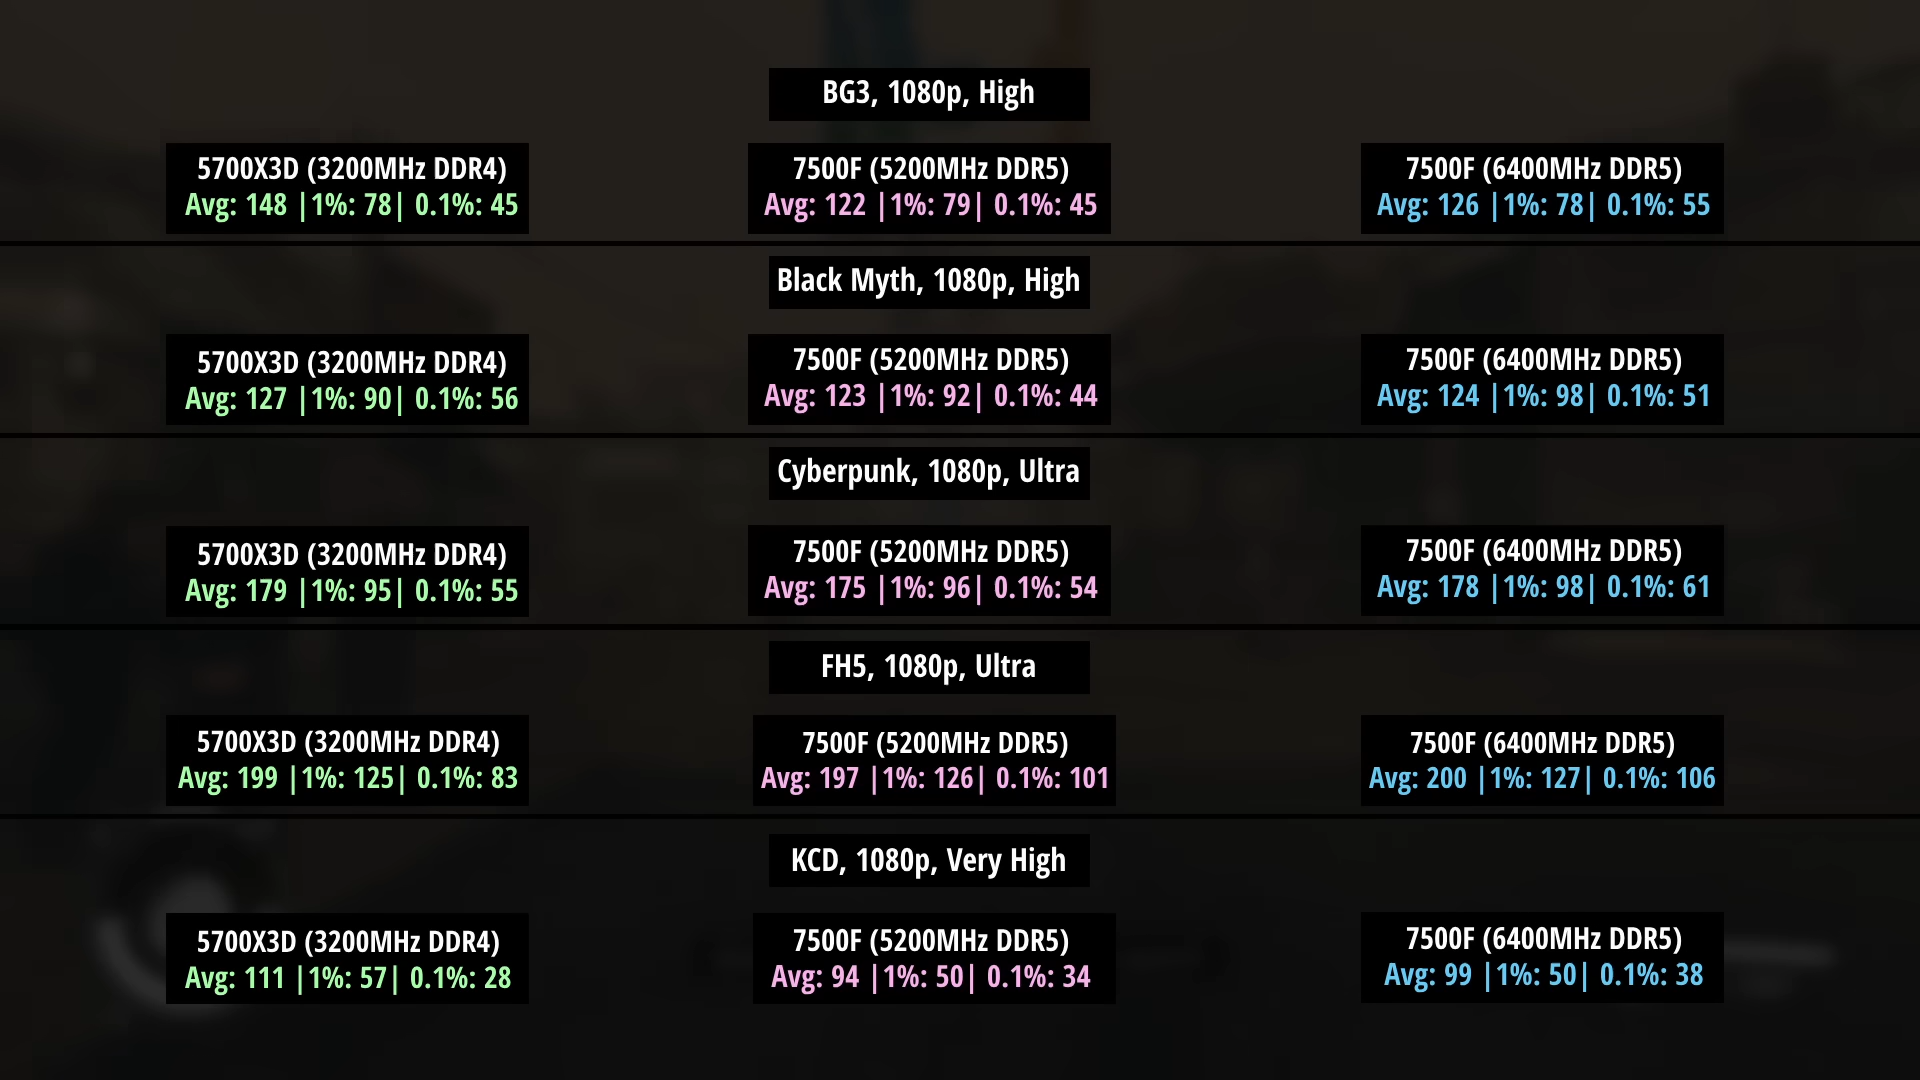 BG3, 1080p, High
5700X3D (3200MHz DDR4)
Avg: 148 |1%: 78| 0.1%: 45
7500F (5200MHz DDR5)
Avg: 122 |1%: 79| 0.1%: 45
7500F (6400MHz DDR5)
Avg: 126 |1%: 78| 0.1%: 55
Black Myth, 1080p, High
5700X3D (3200MHz DDR4)
Avg: 127 |1%: 90| 0.1%: 56
7500F (5200MHz DDR5)
Avg: 123 |1%: 92| 0.1%: 44
7500F (6400MHz DDR5)
Avg: 124 |1%: 98| 0.1%: 51
Cyberpunk, 1080p, Ultra
5700X3D (3200MHz DDR4)
Avg: 179 |1%: 95| 0.1%: 55
7500F (5200MHz DDR5)
Avg: 175 |1%: 96| 0.1%: 54
7500F (6400MHz DDR5)
Avg: 178 |1%: 98| 0.1%: 61
FH5, 1080p, Ultra
5700X3D (3200MHz DDR4)
Avg: 199 |1%: 125| 0.1%: 83
7500F (5200MHz DDR5)
Avg: 197 |1%: 126| 0.1%: 101
7500F (6400MHz DDR5)
Avg: 200 |1%: 127| 0.1%: 106
KCD, 1080p, Very High
5700X3D (3200MHz DDR4)
Avg: 111 |1%: 57| 0.1%: 28
7500F (5200MHz DDR5)
Avg: 94 |1%: 50| 0.1%: 34
7500F (6400MHz DDR5)
Avg: 99 |1%: 50| 0.1%: 38